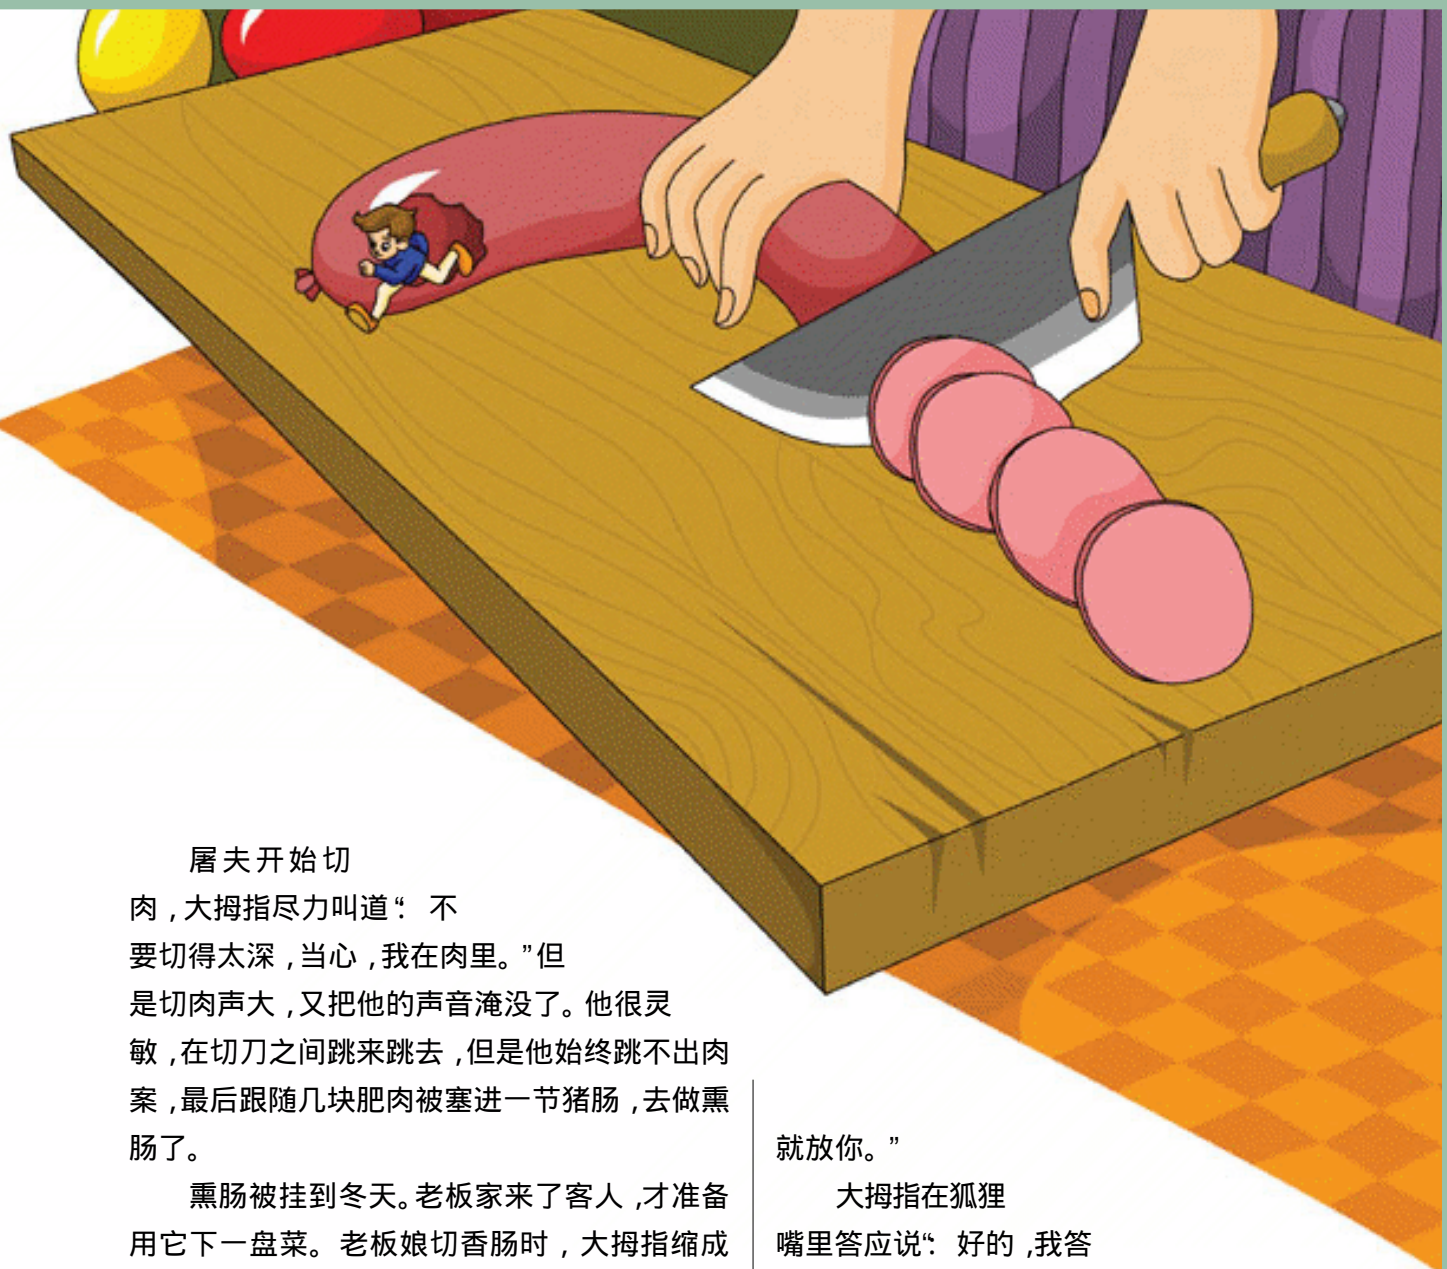 屠夫开始切
肉,大拇指尽力叫道“: 不
要切得太深,当心,我在肉里。”但
是切肉声大,又把他的声音淹没了。他很灵
敏,在切刀之间跳来跳去,但是他始终跳不出肉
案,最后跟随几块肥肉被塞进一节猪肠,去做熏
肠了。
熏肠被挂到冬天。老板家来了客人,才准备
用它下一盘菜。老板娘切香肠时,大拇指缩成
就放你。”
大拇指在狐狸
嘴里答应说“: 好的,我答